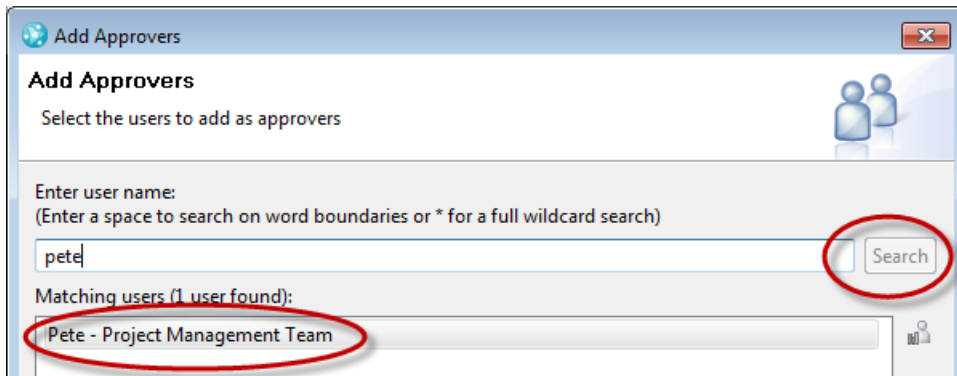 Add Approvers
Add Approvers
Select the users to add as approvers
Enter user name:
(Enter a space to search on word boundaries or * for a full wildcard search)
pete
Search
Matching users (1 user found):
Pete - Project Management Team